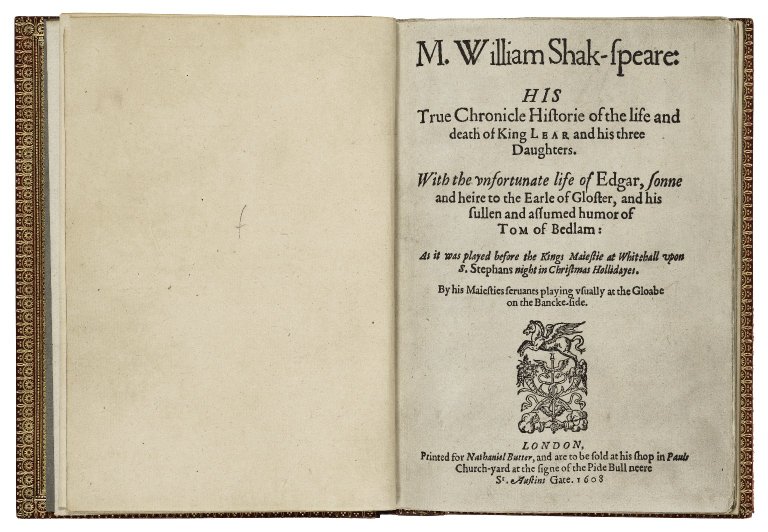 M. William Shak-ſpeare:
HIS
True Chronicle Hiſtorie of the life and
death of King LEAR and his three
Daughters.
With the vnfortunate life of Edgar, ſonne
and heire to the Earle of Gloſter, and his
ſullen and aſſumed humor of
TOM of Bedlam:
As it was played before the Kings Maieſtie at Whitehall vpon
S. Stephans night in Chriſtmas Hollidayes.
By his Maieſties ſeruants playing vſually at the Gloabe
on the Bancke-ſide.
LONDON,
Printed for Nathaniel Butter, and are to be ſold at his ſhop in Pauls
Church-yard at the ſigne of the Pide Bull neere
St. Auſtins Gate. 1608